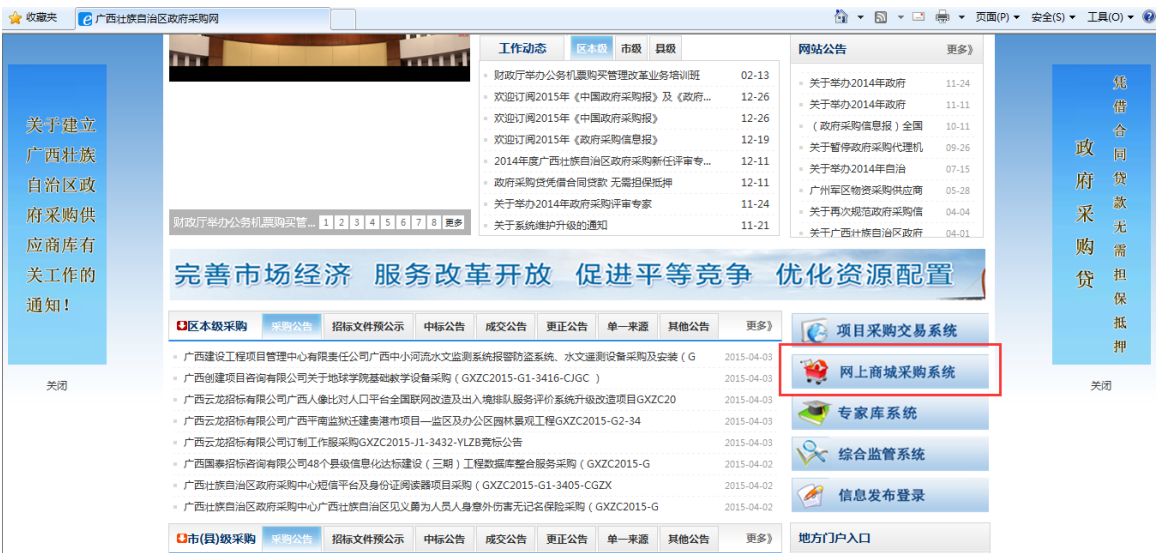 收藏夹
广西壮族自治区政府采购网
页面(P)
安全(S)
工具(O)
关于建立
广西壮族
自治区政
府采购供
应商库有
关工作的
通知！
关闭
财政厅举办公务机票购买管... 1 2 3 4 5 6 7 8 更多
工作动态 区本级 市级 县级
财政厅举办公务机票购买管理改革业务培训班 02-13
欢迎订阅2015年《中国政府采购报》及《政府... 12-26
欢迎订阅2015年《中国政府采购报》 12-26
欢迎订阅2015年《政府采购信息报》 12-19
2014年度广西壮族自治区政府采购新任评审专... 12-11
政府采购贷凭借合同贷款 无需担保抵押 12-11
关于举办2014年政府采购评审专家 11-24
关于系统维护升级的通知 11-21
网站公告 更多》
关于举办2014年政府 11-24
关于举办2014年政府 11-11
（政府采购信息报）全国 10-11
关于暂停政府采购代理机 09-26
关于举办2014年自治 07-15
广州军区物资采购供应商 05-28
关于再次规范政府采购信 04-04
关于广西壮族自治区政府 04-01
政府采购贷
凭借合同贷款无需担保抵押
关闭
完善市场经济 服务改革开放 促进平等竞争 优化资源配置
区本级采购 采购公告 招标文件预公示 中标公告 成交公告 更正公告 单一来源 其他公告 更多》
广西建设工程项目管理中心有限责任公司广西中小河流水文监测系统报警防盗系统、水文遥测设备采购及安装（G 2015-04-03
广西创建项目咨询有限公司关于地球学院基础教学设备采购（GXZC2015-G1-3416-CJGC ） 2015-04-03
广西云龙招标有限公司广西人像比对人口平台全国联网改造及出入境排队服务评价系统升级改造项目GXZC20 2015-04-03
广西云龙招标有限公司广西平南监狱迁建贵港市项目—监区及办公区园林景观工程GXZC2015-G2-34 2015-04-03
广西云龙招标有限公司订制工作服采购GXZC2015-J1-3432-YLZB竞标公告 2015-04-03
广西国泰招标咨询有限公司48个县级信息化达标建设（三期）工程数据库整合服务采购（GXZC2015-G 2015-04-02
广西壮族自治区政府采购中心短信平台及身份证阅读器项目采购（GXZC2015-G1-3405-CGZX 2015-04-02
广西壮族自治区政府采购中心广西壮族自治区见义勇为人员人身意外伤害无记名保险采购（GXZC2015-G 2015-04-02
市(县)级采购 采购公告 招标文件预公示 中标公告 成交公告 更正公告 单一来源 其他公告 更多》
项目采购交易系统
网上商城采购系统
专家库系统
综合监管系统
信息发布登录
地方门户入口